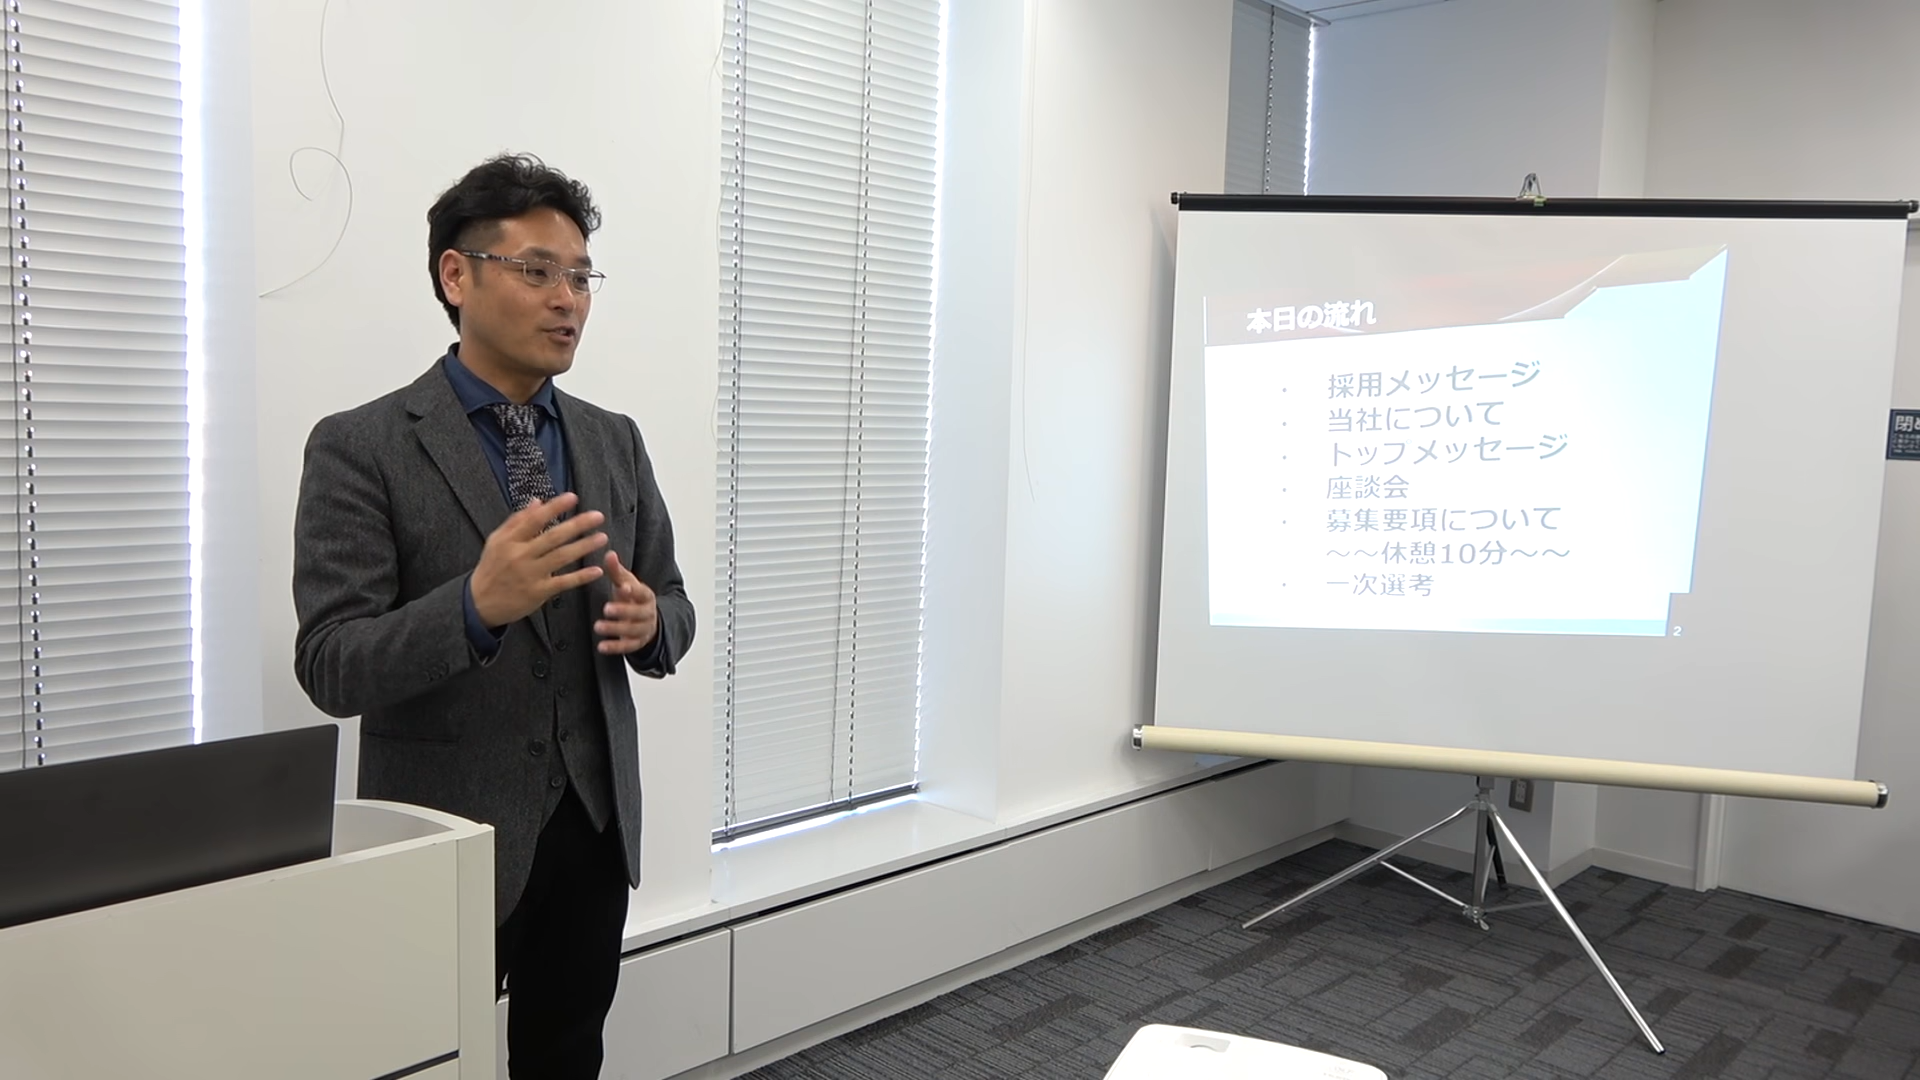 本日の流れ
・ 採用メッセージ
・ 当社について
・ トップメッセージ
・ 座談会
・ 募集要項について
～～休憩10分～～
・ 一次選考
2
閉め